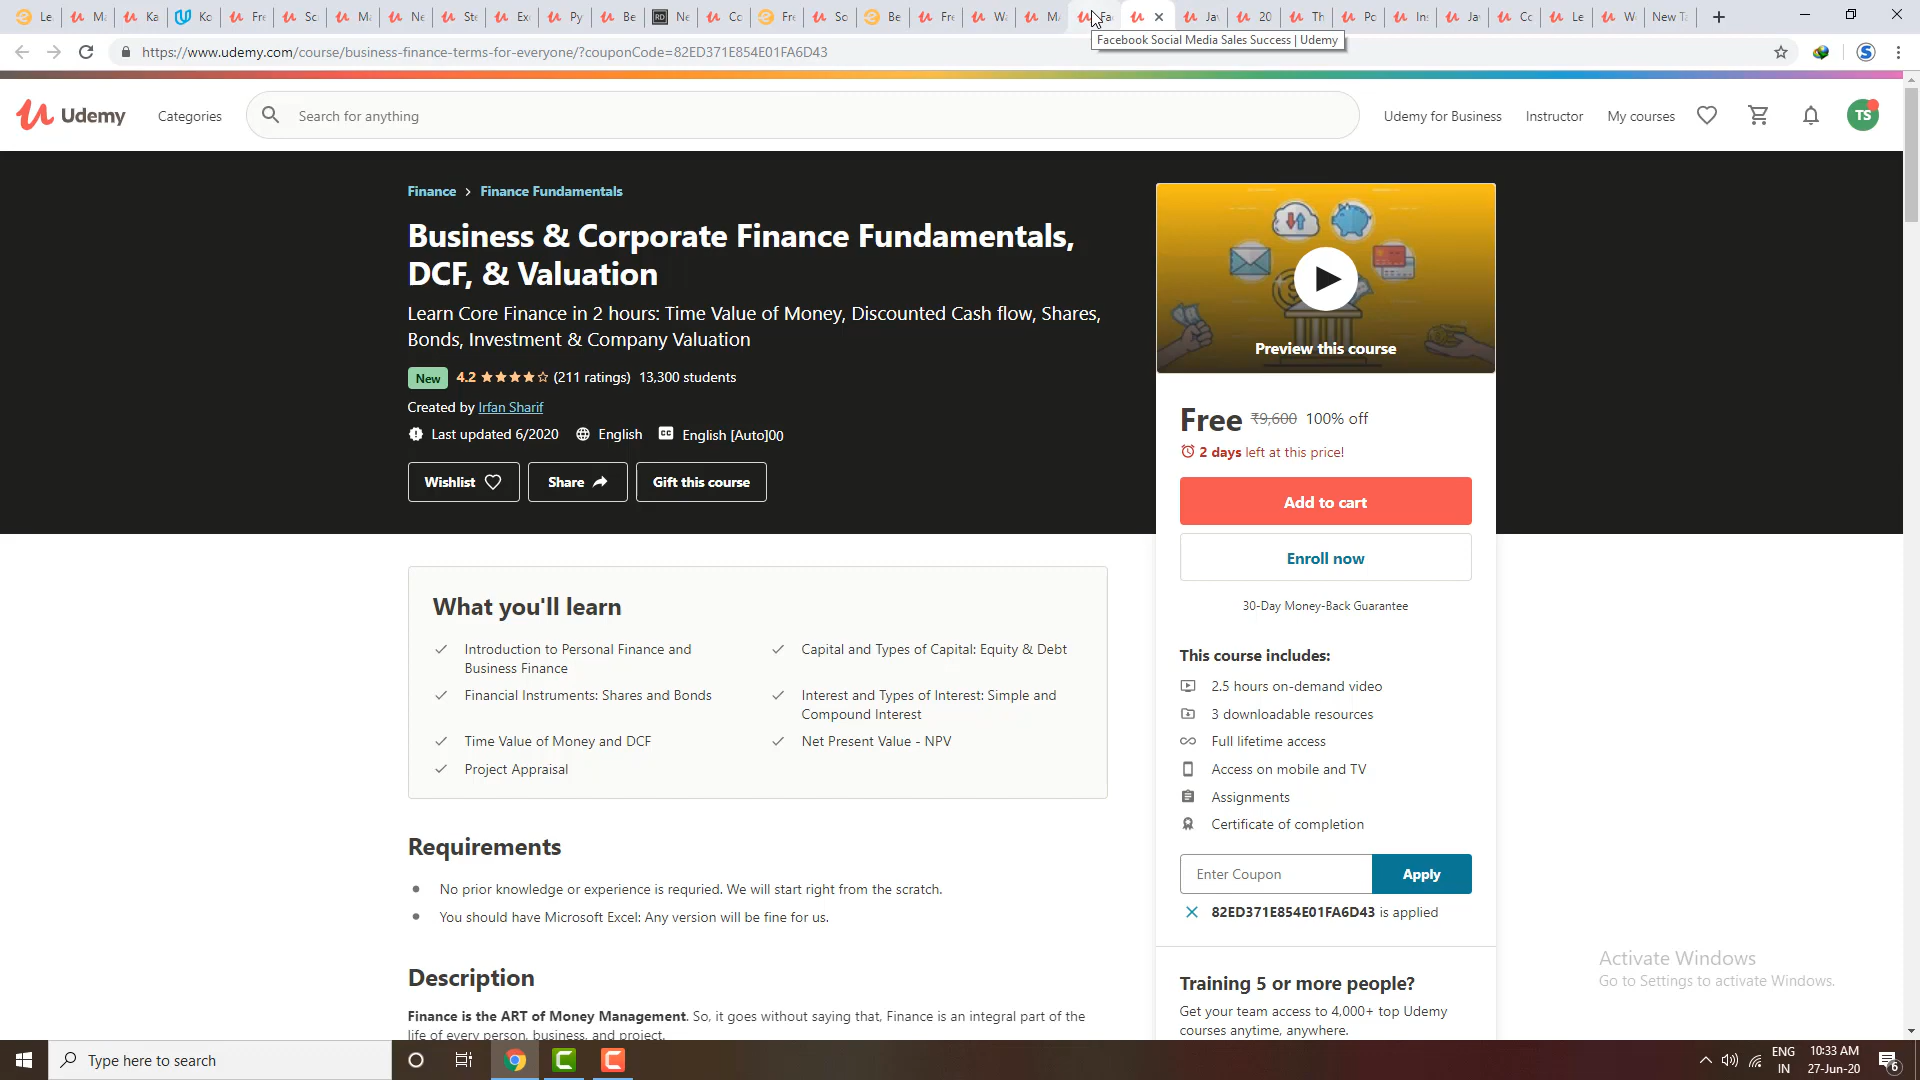 Le
Ma
Ka
Ko
Fre
Sc
Ma
Ne
Ste
Exc
Py
Be
Ne
Co
Fre
So
Be
Fre
Wa
MA
Fac
Jav
20
Th
Po
Ins
Jav
Co
Le
We
New Ta
https://www.udemy.com/course/business-finance-terms-for-everyone/?couponCode=82ED371E854E01FA6D43
Facebook Social Media Sales Success | Udemy
Udemy
Categories
Search for anything
Udemy for Business
Instructor
My courses
TS
Finance > Finance Fundamentals
Business & Corporate Finance Fundamentals,
DCF, & Valuation
Learn Core Finance in 2 hours: Time Value of Money, Discounted Cash flow, Shares,
Bonds, Investment & Company Valuation
New 4.2 (211 ratings) 13,300 students
Created by Irfan Sharif
Last updated 6/2020 English CC English [Auto]00
Wishlist
Share
Gift this course
Preview this course
Free ₹9,600 100% off
2 days left at this price!
Add to cart
Enroll now
30-Day Money-Back Guarantee
This course includes:
2.5 hours on-demand video
3 downloadable resources
Full lifetime access
Access on mobile and TV
Assignments
Certificate of completion
Enter Coupon
Apply
82ED371E854E01FA6D43 is applied
Training 5 or more people?
Get your team access to 4,000+ top Udemy
courses anytime, anywhere.
What you'll learn
Introduction to Personal Finance and
Business Finance
Capital and Types of Capital: Equity & Debt
Financial Instruments: Shares and Bonds
Interest and Types of Interest: Simple and
Compound Interest
Time Value of Money and DCF
Net Present Value - NPV
Project Appraisal
Requirements
No prior knowledge or experience is requried. We will start right from the scratch.
You should have Microsoft Excel: Any version will be fine for us.
Description
Finance is the ART of Money Management. So, it goes without saying that, Finance is an integral part of the
life of every person, business, and project.
Activate Windows
Go to Settings to activate Windows.
Type here to search
ENG
IN
10:33 AM
27-Jun-20
6